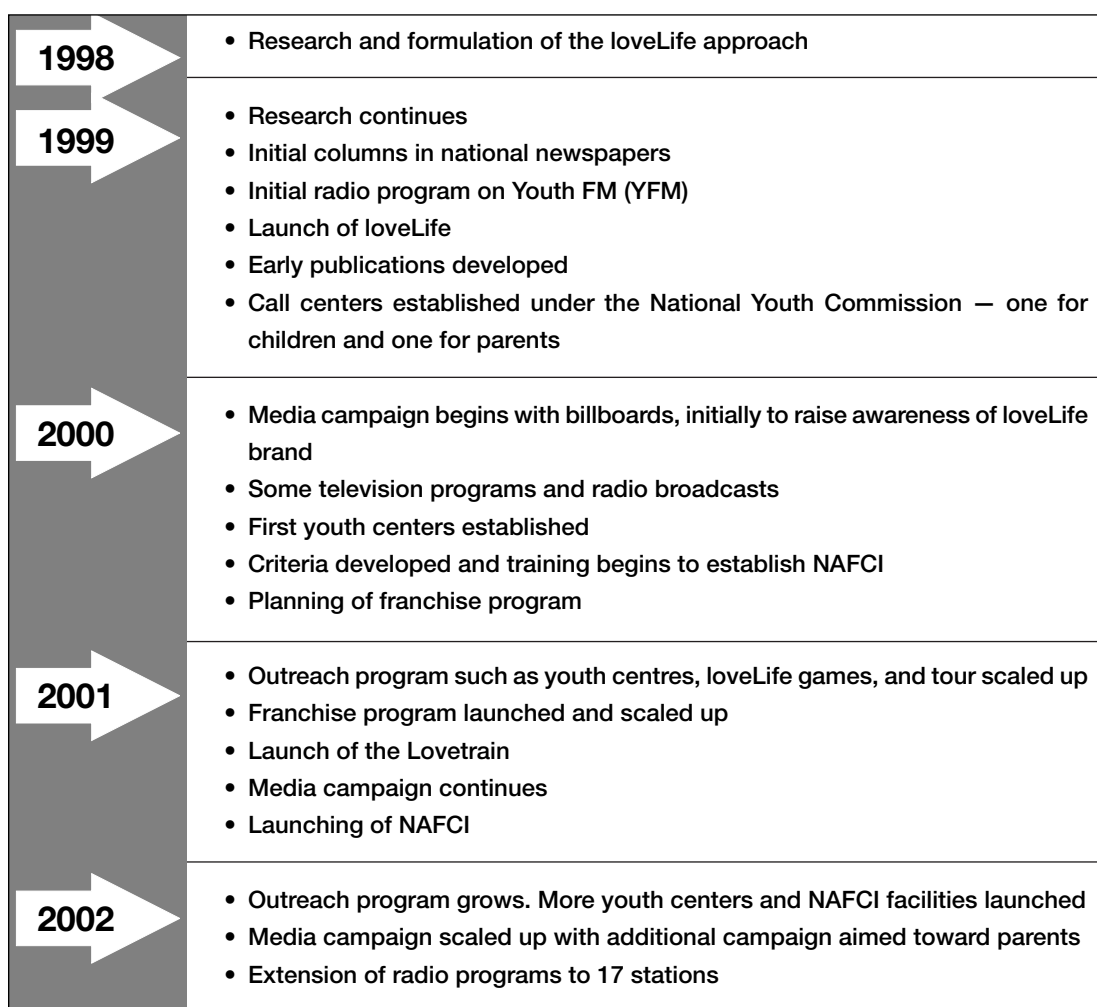 1998
• Research and formulation of the loveLife approach
1999
• Research continues
• Initial columns in national newspapers
• Initial radio program on Youth FM (YFM)
• Launch of loveLife
• Early publications developed
• Call centers established under the National Youth Commission — one for
children and one for parents
2000
• Media campaign begins with billboards, initially to raise awareness of loveLife
brand
• Some television programs and radio broadcasts
• First youth centers established
• Criteria developed and training begins to establish NAFCI
• Planning of franchise program
2001
• Outreach program such as youth centres, loveLife games, and tour scaled up
• Franchise program launched and scaled up
• Launch of the Lovetrain
• Media campaign continues
• Launching of NAFCI
2002
• Outreach program grows. More youth centers and NAFCI facilities launched
• Media campaign scaled up with additional campaign aimed toward parents
• Extension of radio programs to 17 stations